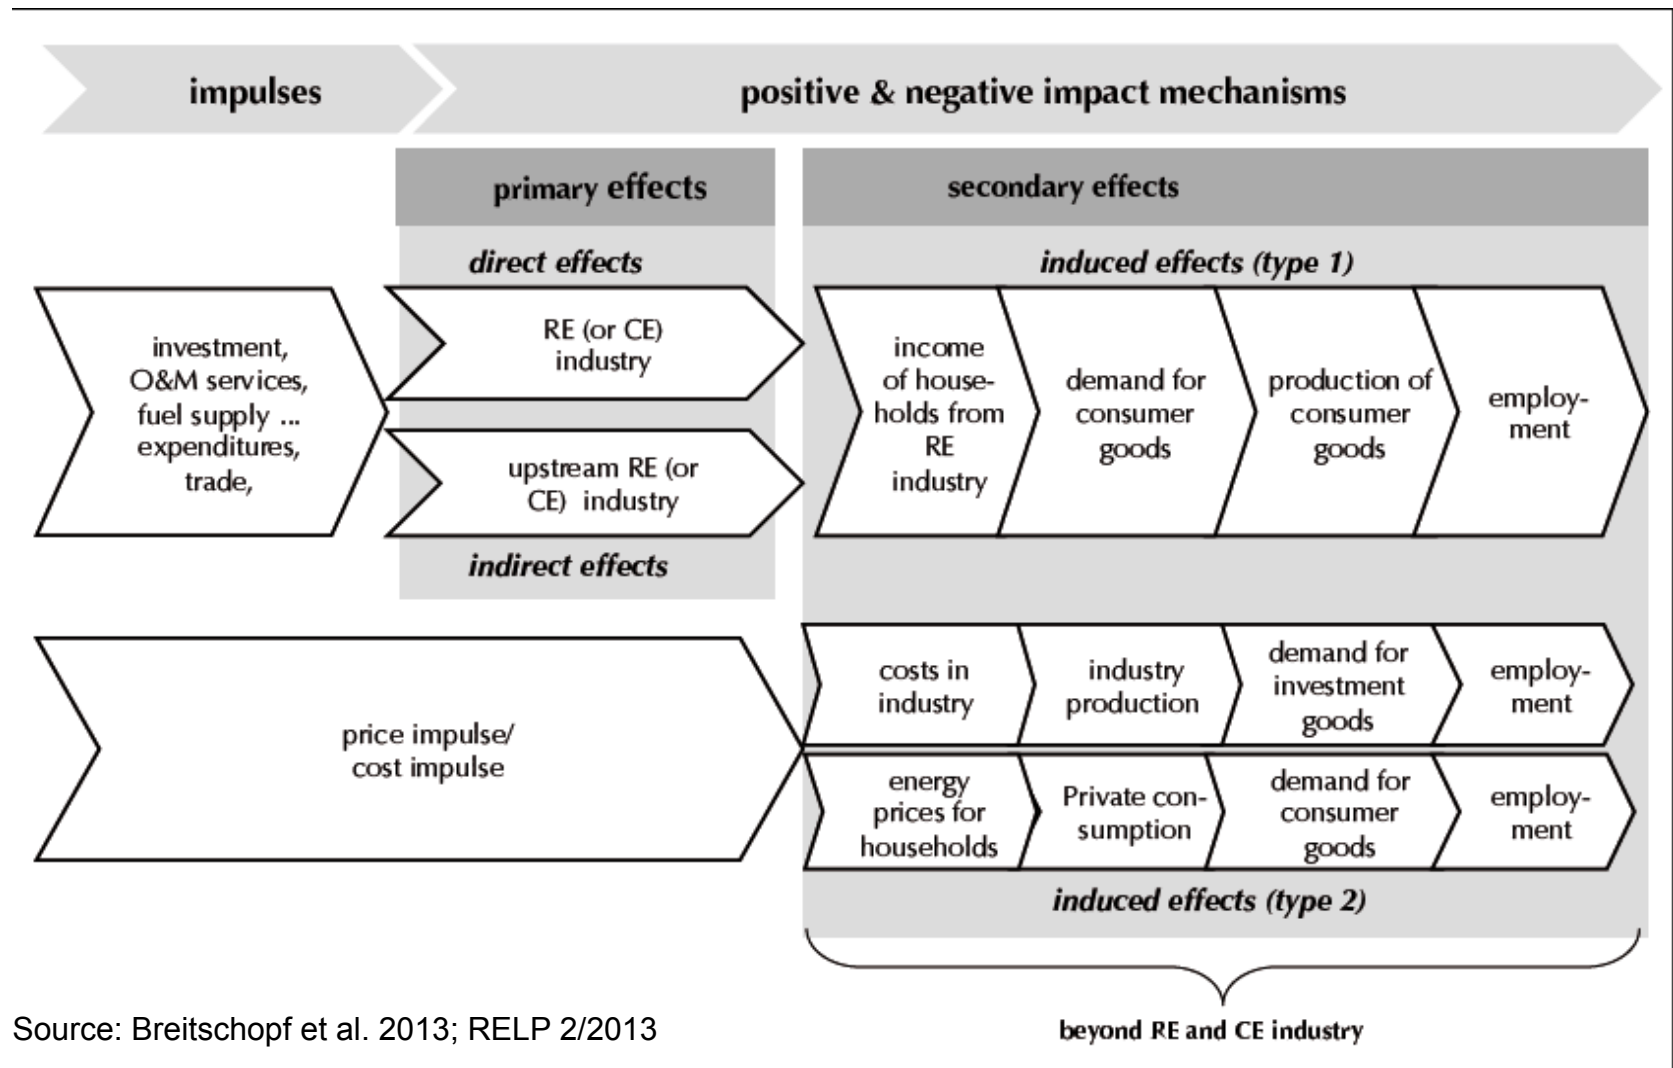 impulses
positive & negative impact mechanisms
primary effects
secondary effects
direct effects
induced effects (type 1)
investment,
O&M services,
fuel supply ...
expenditures,
trade,
RE (or CE)
industry
upstream RE (or
CE) industry
indirect effects
income
of house-
holds from
RE
industry
demand for
consumer
goods
production of
consumer
goods
employ-
ment
price impulse/
cost impulse
costs in
industry
industry
production
demand for
investment
goods
employ-
ment
energy
prices for
households
Private con-
sumption
demand for
consumer
goods
employ-
ment
induced effects (type 2)
beyond RE and CE industry
Source: Breitschopf et al. 2013; RELP 2/2013